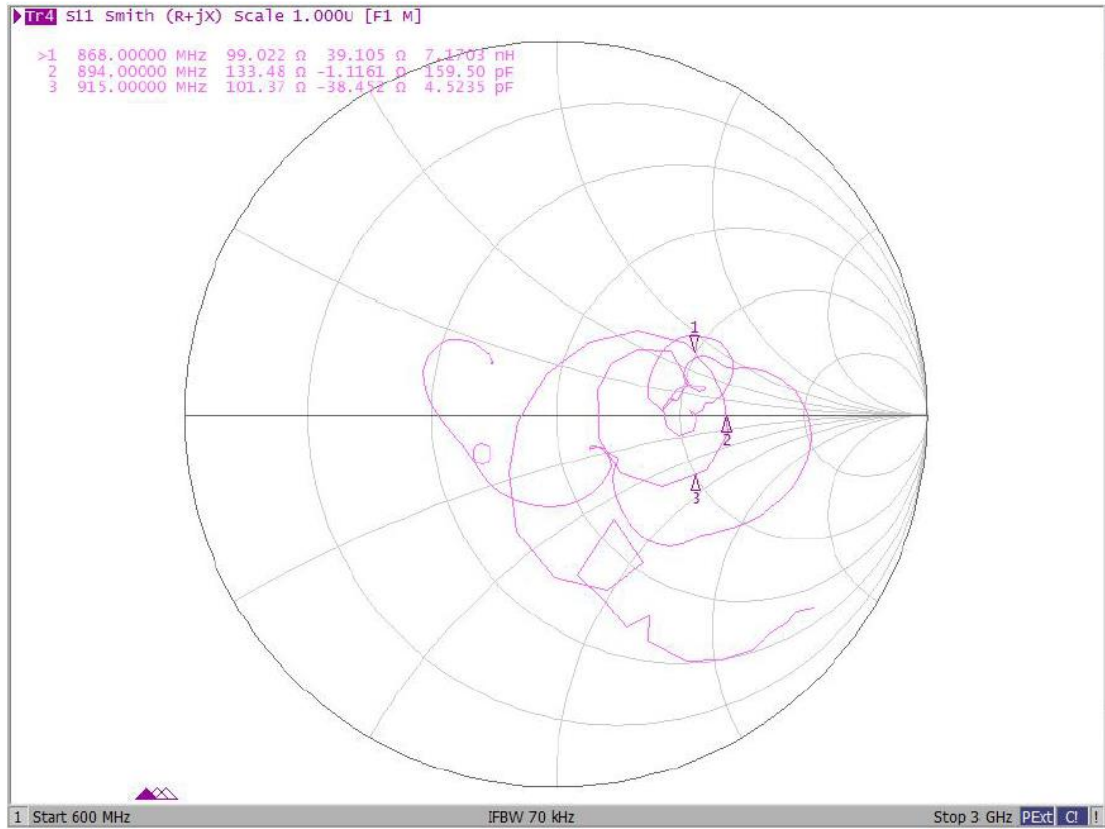 Tr4 S11 Smith (R+jX) Scale 1.000U [F1 M]
>1 868.00000 MHz 99.022 Ω 39.105 Ω 7.1703 nH
2 894.00000 MHz 133.48 Ω -1.1161 Ω 159.50 pF
3 915.00000 MHz 101.37 Ω -38.452 Ω 4.5235 pF
1
2
3
1 Start 600 MHz IFBW 70 kHz Stop 3 GHz PExt C! !